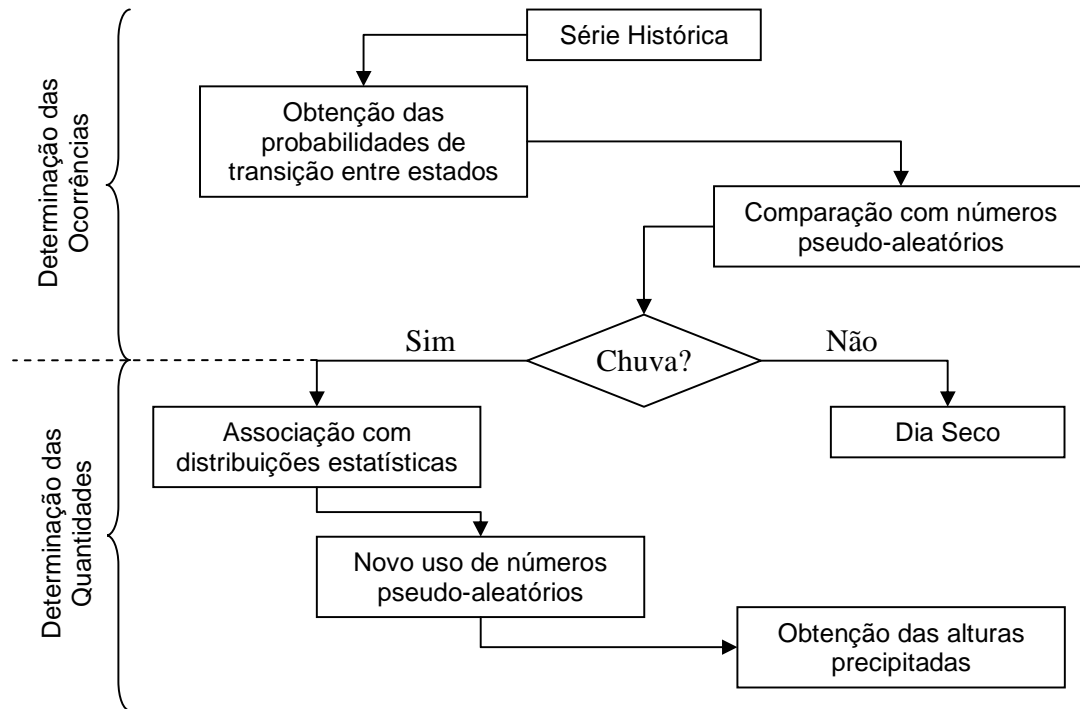 Série Histórica
Obtenção das
probabilidades de
transição entre estados
Comparação com números
pseudo-aleatórios
Determinação das
Ocorrências
Chuva?
Sim
Não
Associação com
distribuições estatísticas
Dia Seco
Novo uso de números
pseudo-aleatórios
Obtenção das alturas
precipitadas
Determinação das
Quantidades